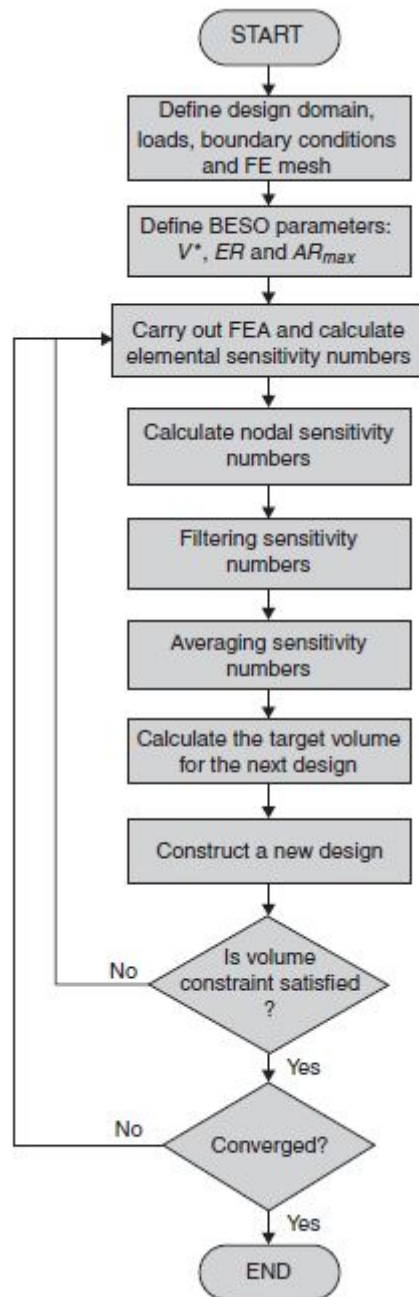 START
Define design domain,
loads, boundary conditions
and FE mesh
Define BESO parameters:
V*, ER and ARmax
Carry out FEA and calculate
elemental sensitivity numbers
Calculate nodal sensitivity
numbers
Filtering sensitivity
numbers
Averaging sensitivity
numbers
Calculate the target volume
for the next design
Construct a new design
Is volume
No
constraint satisfied
?
Yes
No
Converged?
Yes
END